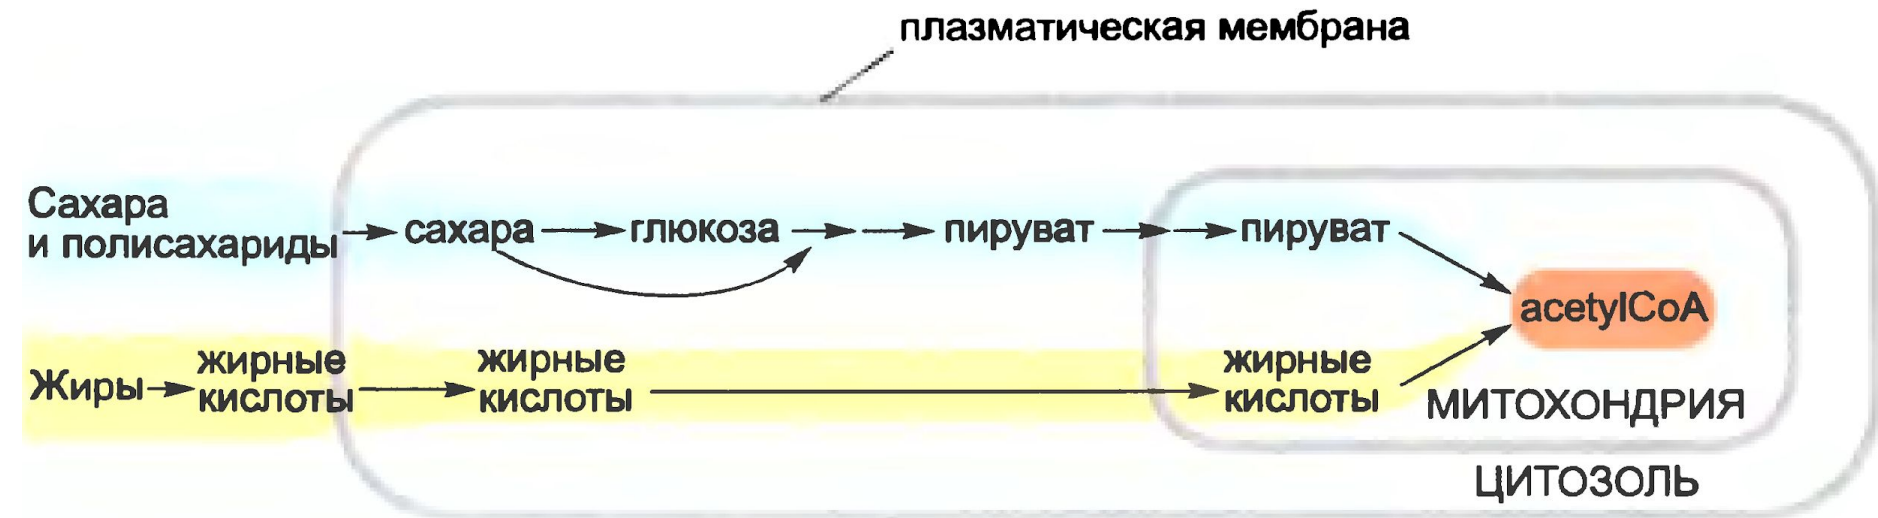 плазматическая мембрана
Сахара
и полисахариды
сахара
глюкоза
пируват
пируват
acetylCoA
Жиры
жирные
кислоты
жирные
кислоты
жирные
кислоты
МИТОХОНДРИЯ
ЦИТОЗОЛЬ